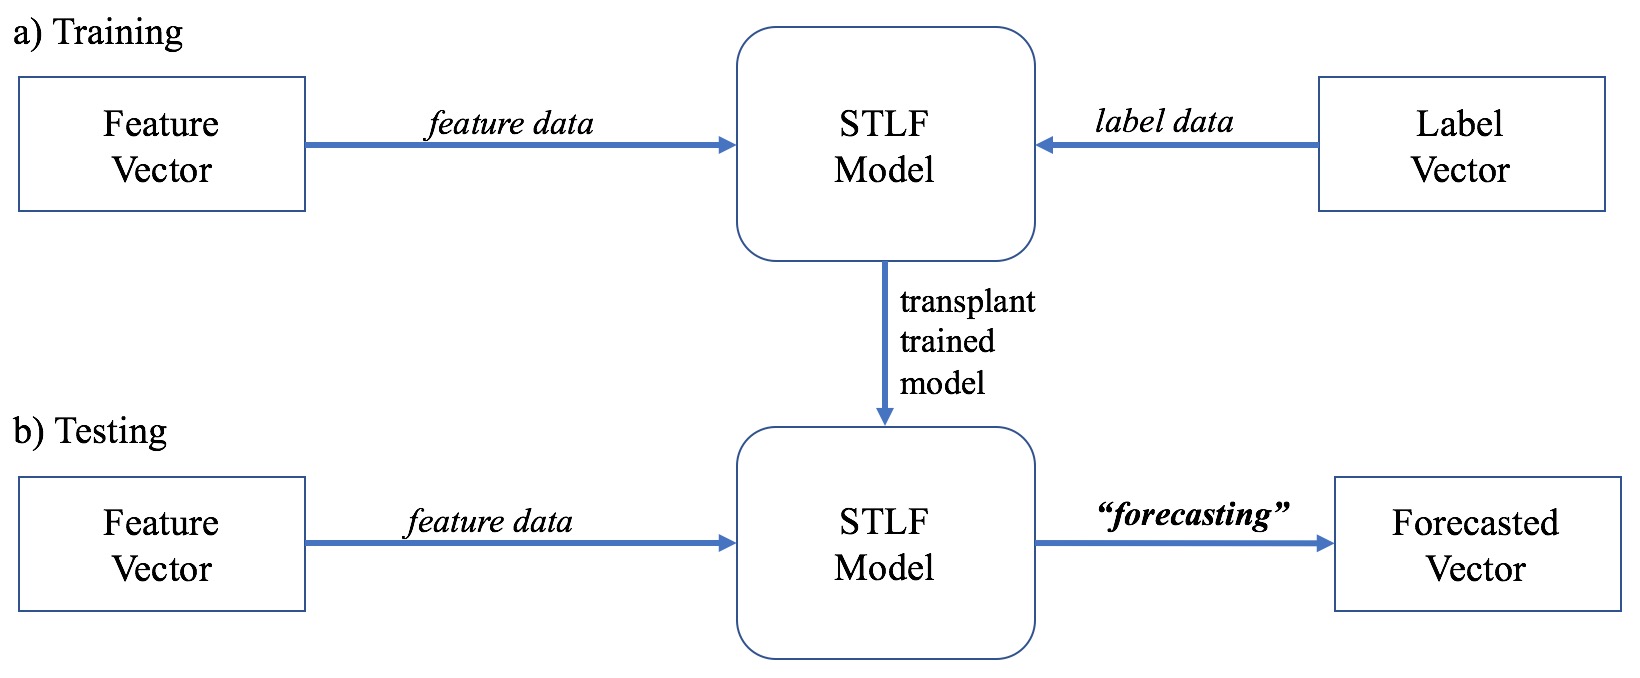 a) Training
Feature
Vector
feature data
STLF
Model
label data
Label
Vector
transplant
trained
model
b) Testing
Feature
Vector
feature data
STLF
Model
“forecasting”
Forecasted
Vector